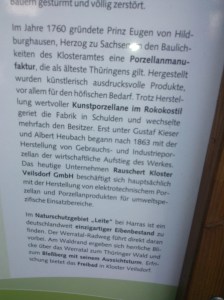 Bauern gestürmt und völlig zerstört.
Im Jahre 1760 gründete Prinz Eugen von Hild-
burghausen, Herzog zu Sachsen in den Baulich-
keiten des Klosteramtes eine Porzellanmanu-
faktur, die als älteste Thüringens gilt. Hergestellt
wurden künstlerisch ausdrucksvolle Produkte,
vor allem für den höfischen Bedarf. Trotz Herstel-
lung wertvoller Kunstporzellane im Rokokostil
geriet die Fabrik in Schulden und wechselte
mehrfach den Besitzer. Erst unter Gustav Kieser
und Albert Heubach begann nach 1863 mit der
Herstellung von Gebrauchs- und Industriepor-
zellan der wirtschaftliche Aufstieg des Werkes.
Das heutige Unternehmen Rauschert Kloster
Veilsdorf GmbH beschäftigt sich hauptsächlich
mit der Herstellung von elektrotechnischem Por-
zellan und Porzellanprodukten für umweltspe-
zifische Einsatzbereiche.
Im Naturschutzgebiet „Leite" bei Harras ist ein
deutschlandweit einzigartiger Eibenbestand zu
finden. Der Werratal-Radweg führt direkt daran
vorbei. Am Waldrand ergeben sich herrliche Bli-
cke über das Werratal zum Thüringer Wald und
zum Bleßberg mit seinem Aussichtsturm. Erfri-
schung bietet das Freibad in Kloster Veilsdorf.